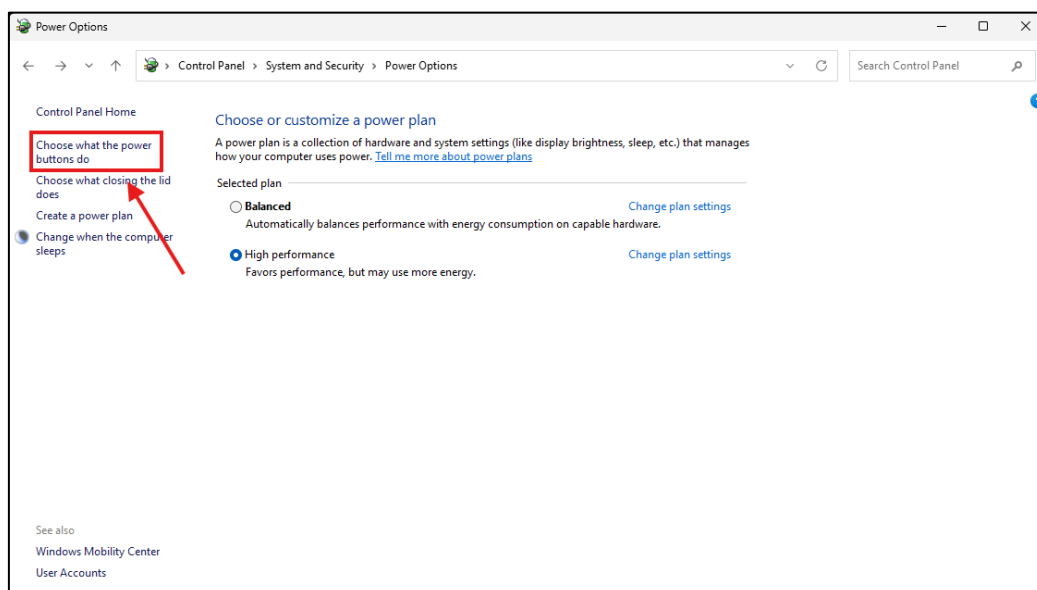 Power Options
Control Panel > System and Security > Power Options
Search Control Panel
Control Panel Home
Choose what the power
buttons do
Choose what closing the lid
does
Create a power plan
Change when the computer
sleeps
Choose or customize a power plan
A power plan is a collection of hardware and system settings (like display brightness, sleep, etc.) that manages
how your computer uses power. Tell me more about power plans
Selected plan
Balanced Change plan settings
Automatically balances performance with energy consumption on capable hardware.
High performance Change plan settings
Favors performance, but may use more energy.
See also
Windows Mobility Center
User Accounts